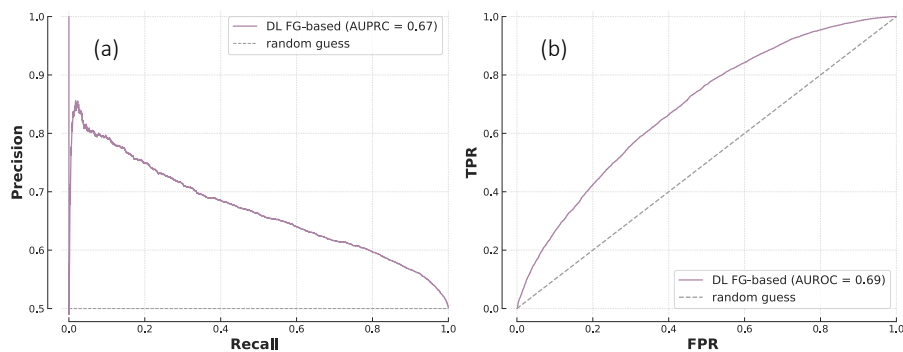 (a)
DL FG-based (AUPRC = 0.67)
random guess
1.0
0.9
0.8
0.7
0.6
0.5
Precision
0.0 0.2 0.4 0.6 0.8 1.0
Recall
(b)
1.0
0.8
0.6
0.4
0.2
0.0
TPR
DL FG-based (AUROC = 0.69)
random guess
0.0 0.2 0.4 0.6 0.8 1.0
FPR